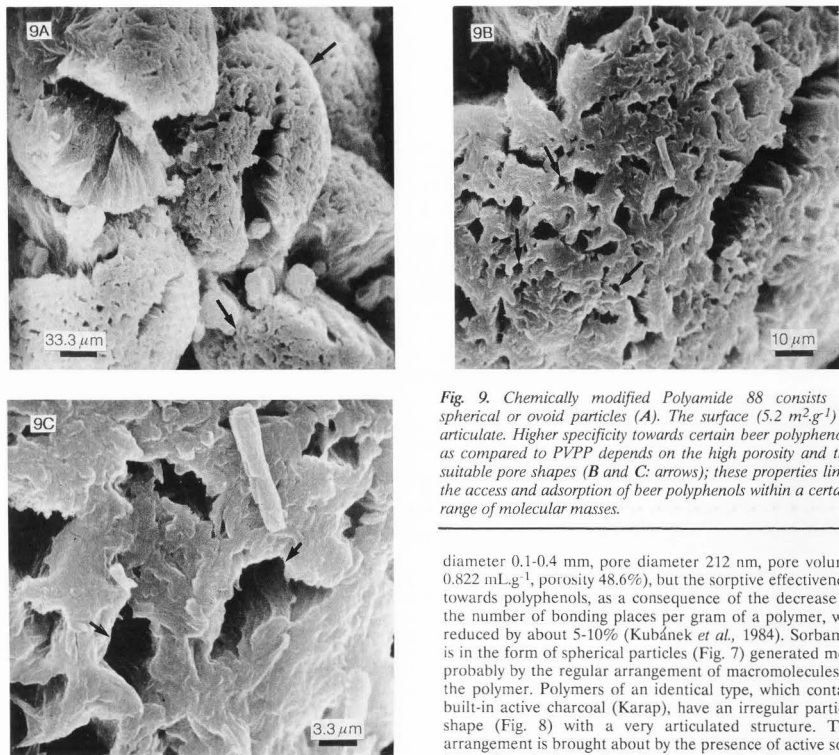 9A
33.3 µm
9B
10 µm
9C
3.3 µm
Fig. 9. Chemically modified Polyamide 88 consists
spherical or ovoid particles (A). The surface (5.2 m².g⁻¹)
articulate. Higher specificity towards certain beer polypheno
as compared to PVPP depends on the high porosity and t
suitable pore shapes (B and C: arrows); these properties lim
the access and adsorption of beer polyphenols within a certa
range of molecular masses.
diameter 0.1-0.4 mm, pore diameter 212 nm, pore volum
0.822 mL.g⁻¹, porosity 48.6%), but the sorptive effectivene
towards polyphenols, as a consequence of the decrease
the number of bonding places per gram of a polymer, w
reduced by about 5-10% (Kubánek et al., 1984). Sorban
is in the form of spherical particles (Fig. 7) generated mo
probably by the regular arrangement of macromolecules
the polymer. Polymers of an identical type, which conta
built-in active charcoal (Karap), have an irregular partic
shape (Fig. 8) with a very articulated structure. T
arrangement is brought about by the presence of active s